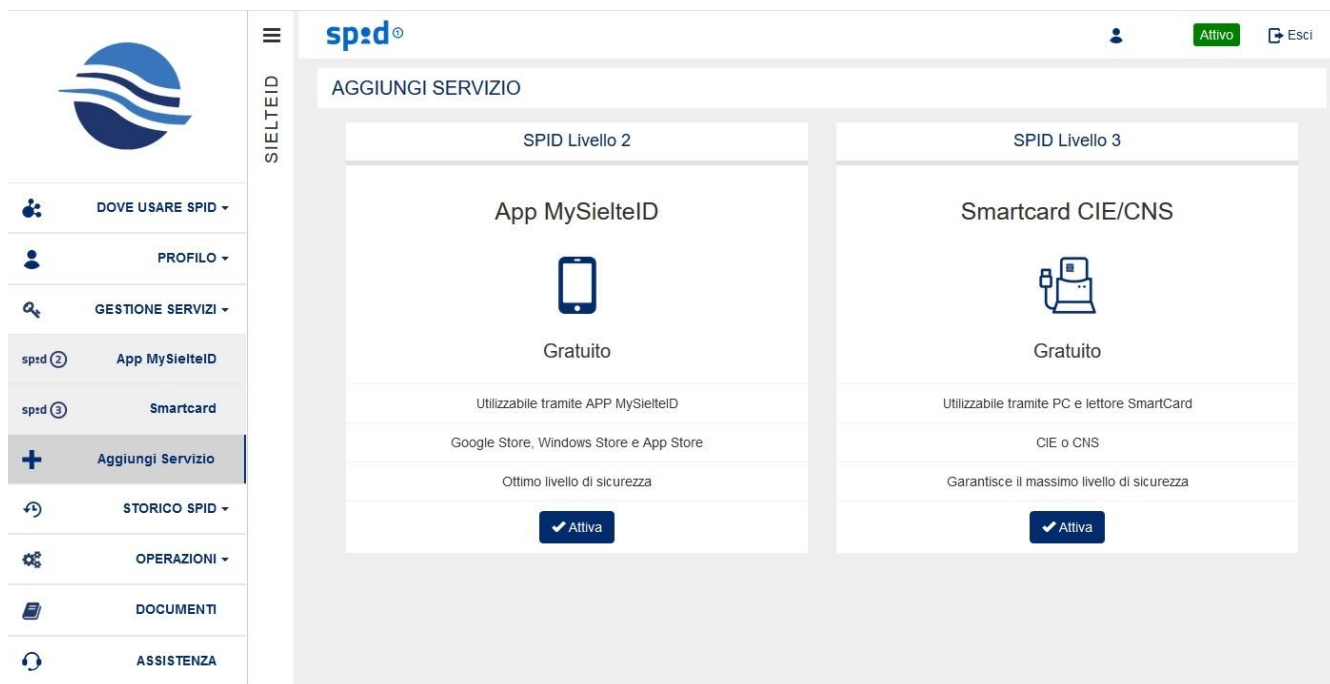 SIELTEID
DOVE USARE SPID
PROFILO
GESTIONE SERVIZI
spid 2 App MySielteID
spid 3 Smartcard
Aggiungi Servizio
STORICO SPID
OPERAZIONI
DOCUMENTI
ASSISTENZA
spid 1
Attivo
Esci
AGGIUNGI SERVIZIO
SPID Livello 2
App MySielteID
Gratuito
Utilizzabile tramite APP MySielteID
Google Store, Windows Store e App Store
Ottimo livello di sicurezza
Attiva
SPID Livello 3
Smartcard CIE/CNS
Gratuito
Utilizzabile tramite PC e lettore SmartCard
CIE o CNS
Garantisce il massimo livello di sicurezza
Attiva